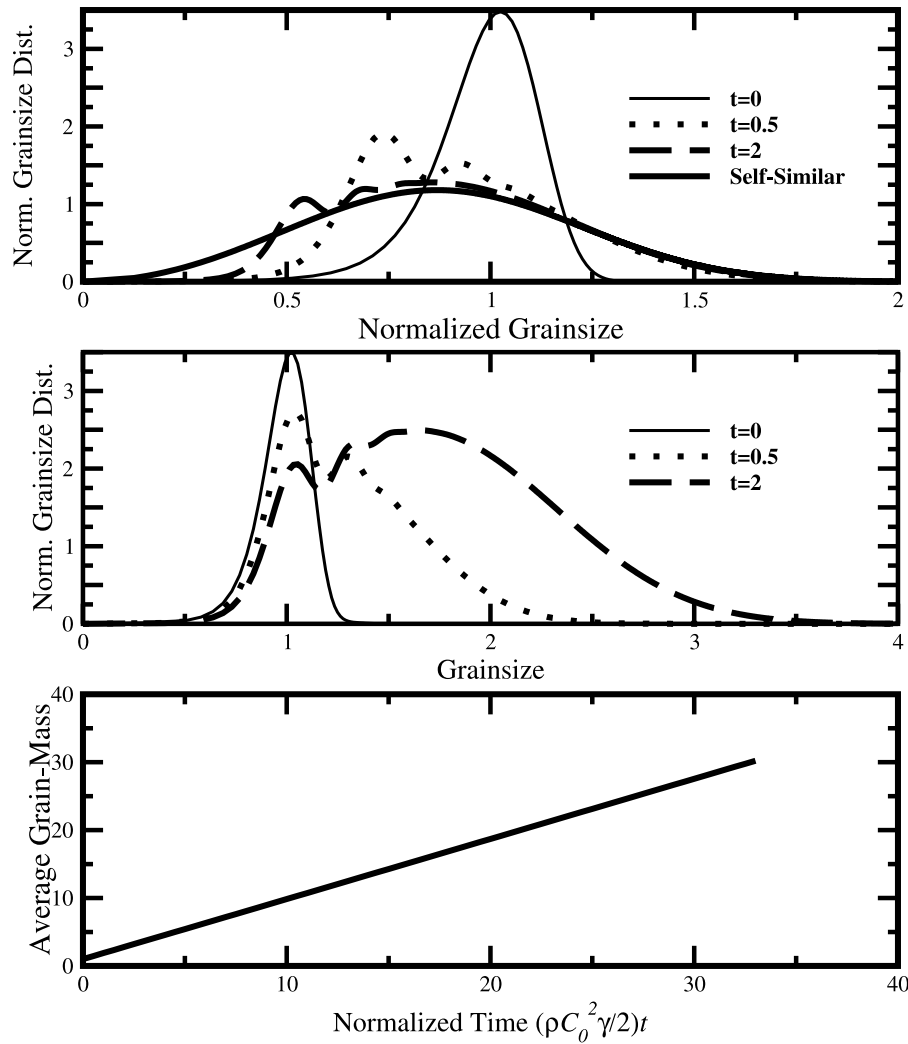 3
2
1
0
Norm. Grainsize Dist.
t=0
t=0.5
t=2
Self-Similar
0
0.5
1
1.5
2
Normalized Grainsize
3
2
1
0
Norm. Grainsize Dist.
t=0
t=0.5
t=2
0
1
2
3
4
Grainsize
40
30
20
10
0
Average Grain-Mass
0
10
20
30
40
Normalized Time (ρC₀²γ/2)t